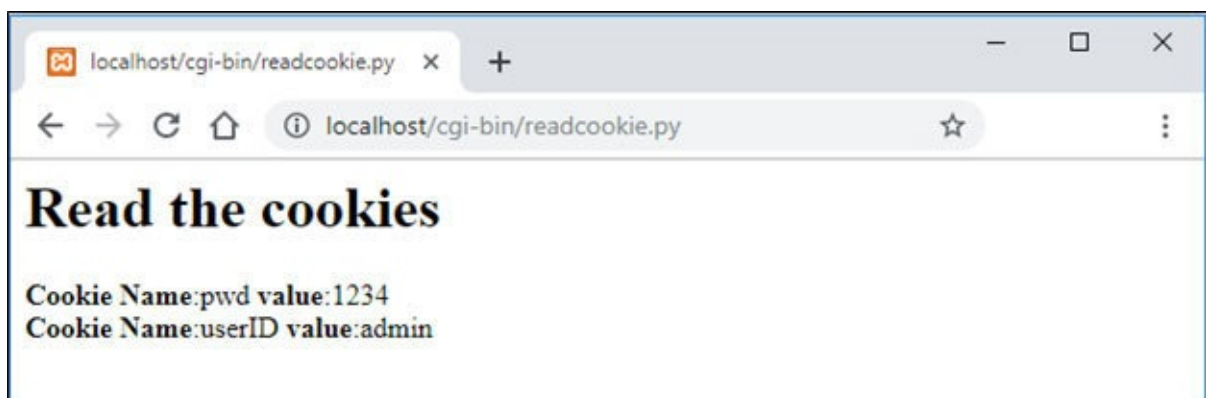 localhost/cgi-bin/readcookie.py
localhost/cgi-bin/readcookie.py
Read the cookies
Cookie Name:pwd value:1234
Cookie Name:userID value:admin